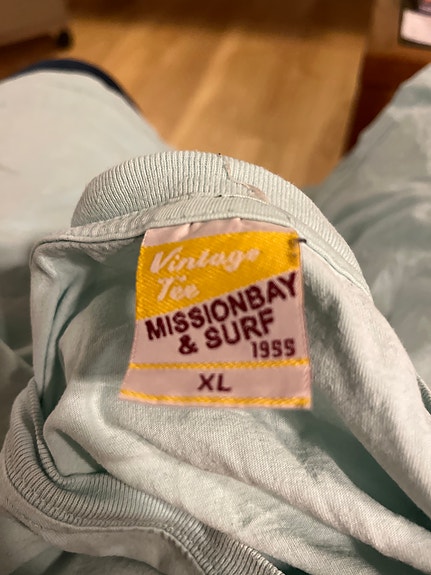 Vintage
Tee
MISSIONBAY
& SURF
1955
XL